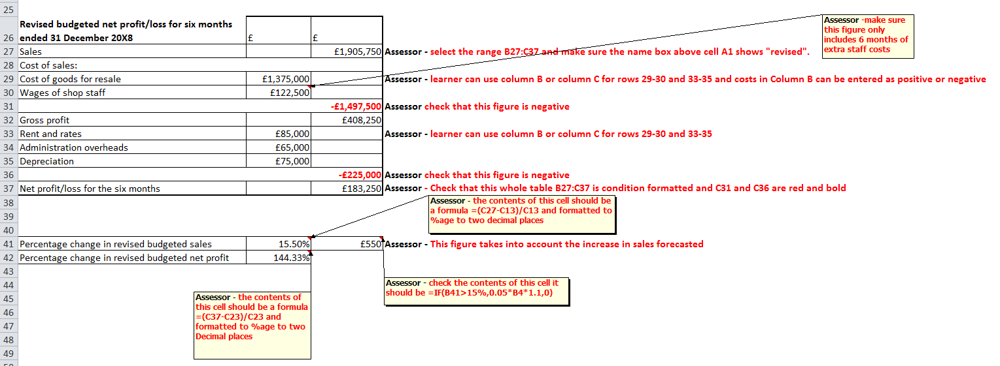 25
Assessor -make sure
this figure only
includes 6 months of
extra staff costs
Revised budgeted net profit/loss for six months
26 ended 31 December 20X8 £ £
27 Sales £1,905,750 Assessor - select the range B27:C37 and make sure the name box above cell A1 shows "revised".
28 Cost of sales:
29 Cost of goods for resale £1,375,000 Assessor - learner can use column B or column C for rows 29-30 and 33-35 and costs in Column B can be entered as positive or negative
30 Wages of shop staff £122,500
31 -£1,497,500 Assessor check that this figure is negative
32 Gross profit £408,250
33 Rent and rates £85,000 Assessor - learner can use column B or column C for rows 29-30 and 33-35
34 Administration overheads £65,000
35 Depreciation £75,000
36 -£225,000 Assessor check that this figure is negative
37 Net profit/loss for the six months £183,250 Assessor - Check that this whole table B27:C37 is condition formatted and C31 and C36 are red and bold
38
Assessor - the contents of this cell should be
a formula =(C27-C13)/C13 and formatted to
%age to two decimal places
39
40
41 Percentage change in revised budgeted sales 15.50% £550 Assessor - This figure takes into account the increase in sales forecasted
42 Percentage change in revised budgeted net profit 144.33%
43
44
Assessor - check the contents of this cell it
should be =IF(B41>15%,0.05*B4*1.1,0)
45
46
47
48
49
Assessor - the contents of
this cell should be a formula
=(C37-C23)/C23 and
formatted to %age to two
Decimal places